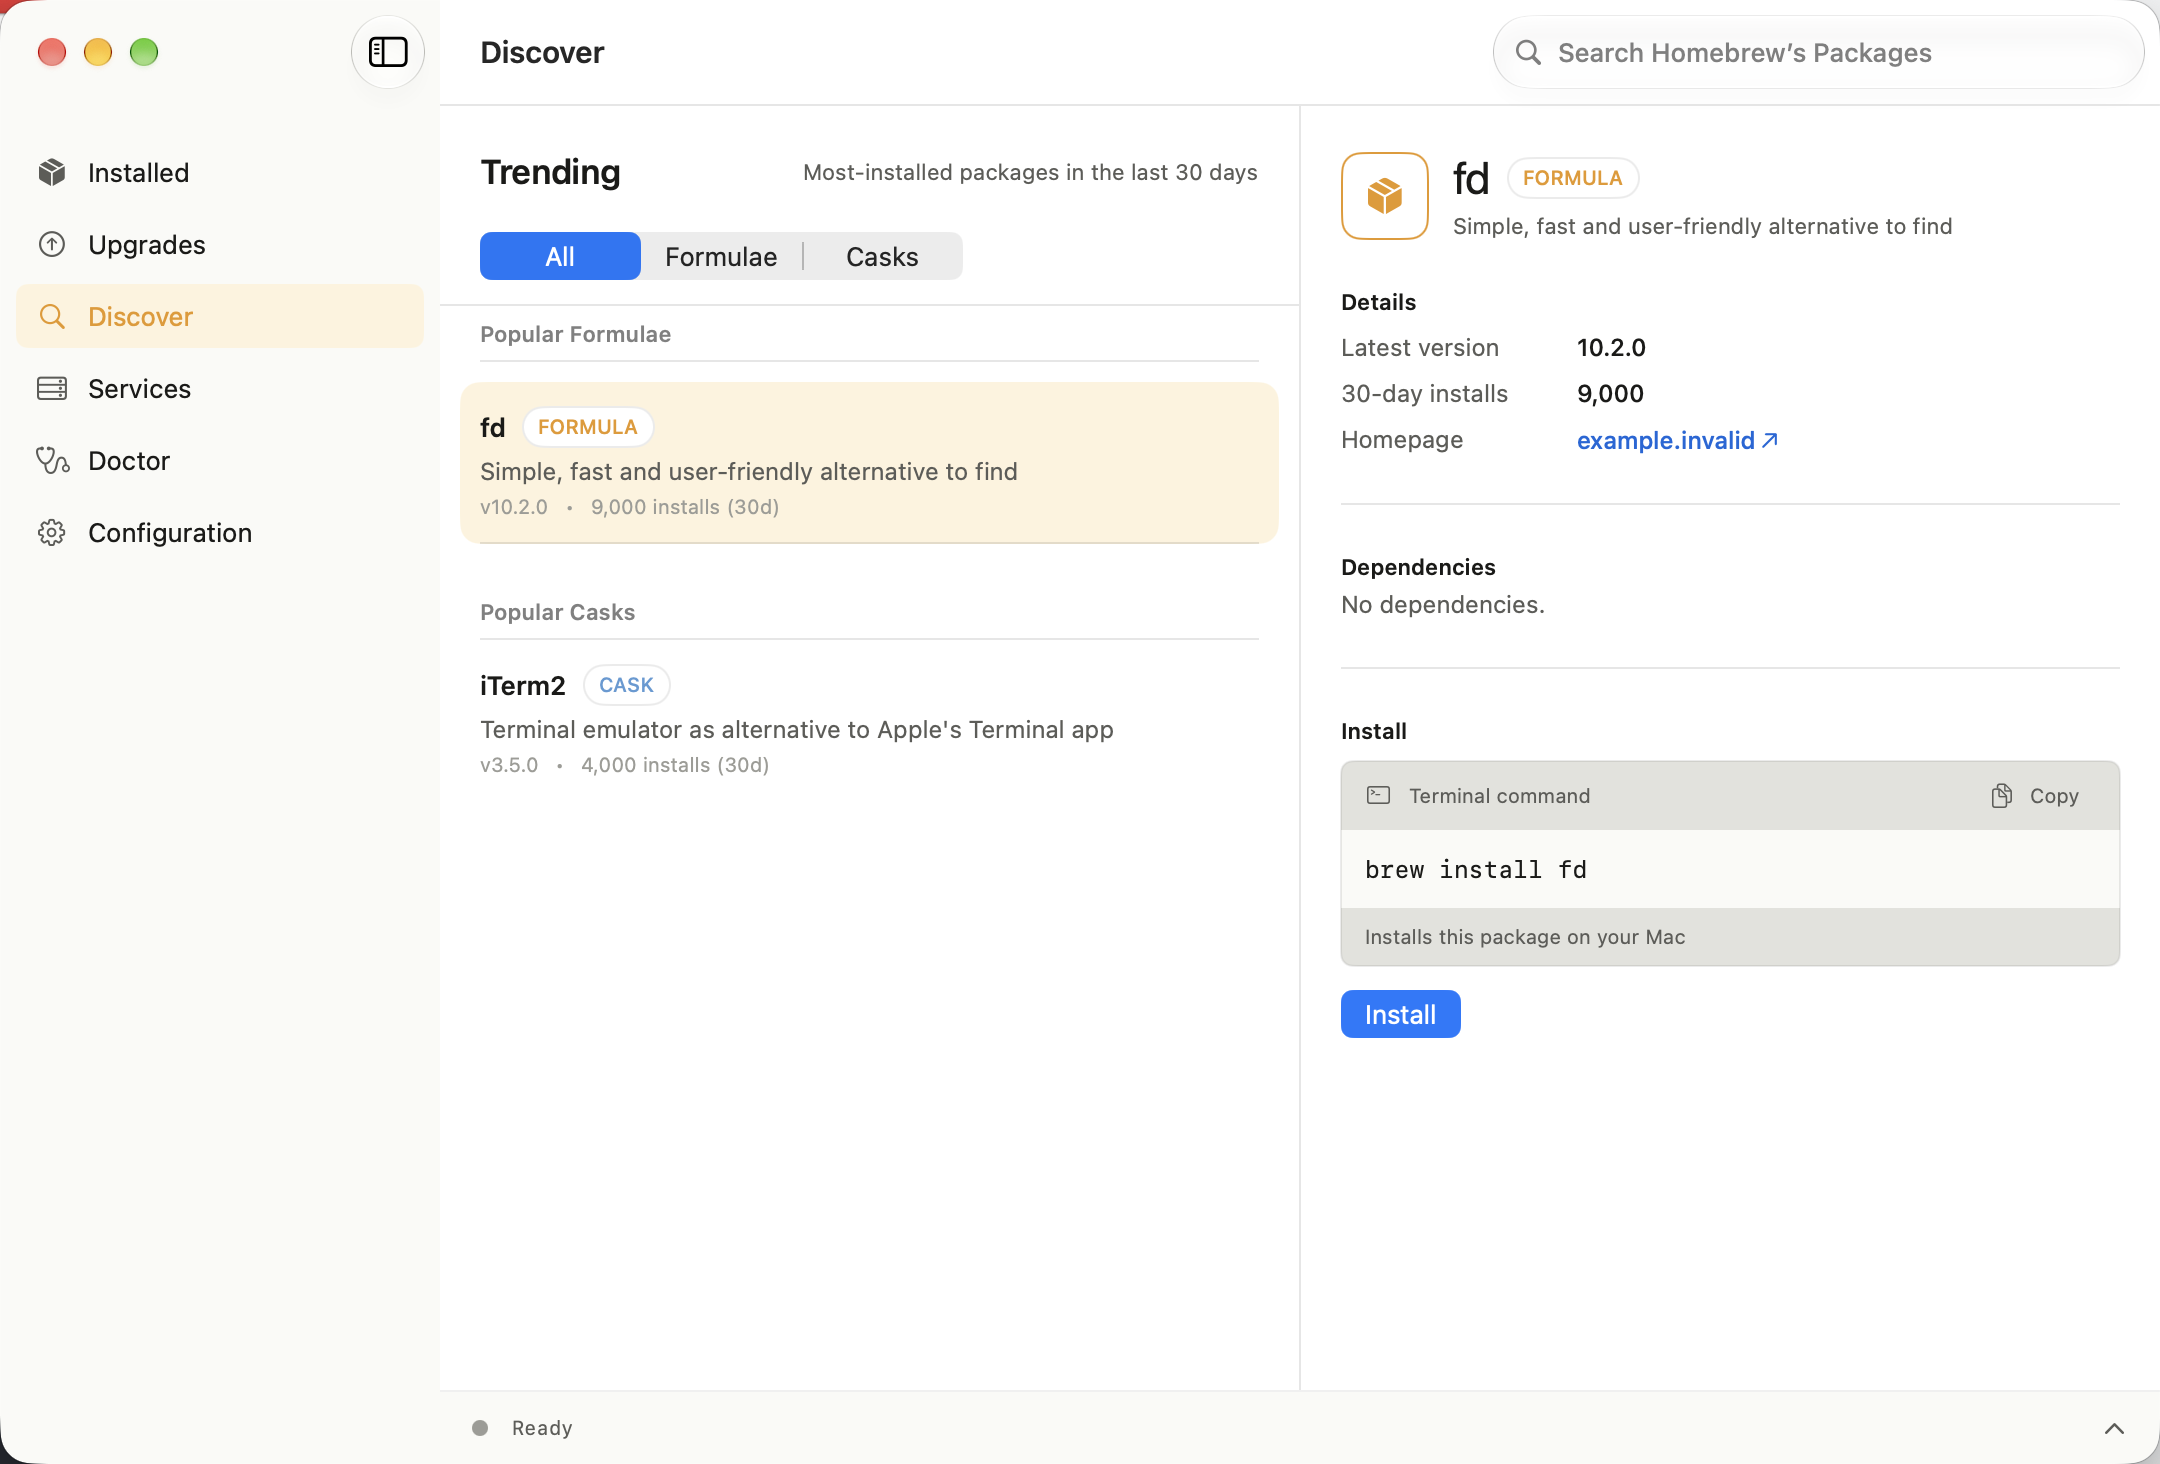 Discover
Search Homebrew’s Packages
Installed
Upgrades
Discover
Services
Doctor
Configuration
Trending
Most-installed packages in the last 30 days
All
Formulae
Casks
Popular Formulae
fd FORMULA
Simple, fast and user-friendly alternative to find
v10.2.0 • 9,000 installs (30d)
Popular Casks
iTerm2 CASK
Terminal emulator as alternative to Apple's Terminal app
v3.5.0 • 4,000 installs (30d)
fd FORMULA
Simple, fast and user-friendly alternative to find
Details
Latest version 10.2.0
30-day installs 9,000
Homepage example.invalid
Dependencies
No dependencies.
Install
Terminal command
Copy
brew install fd
Installs this package on your Mac
Install
Ready